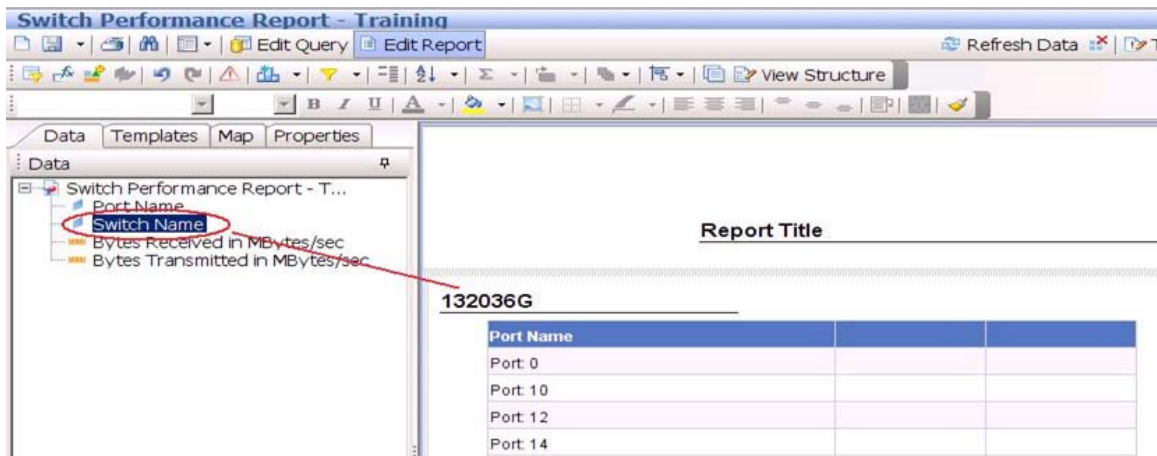 Switch Performance Report - Training
Edit Query Edit Report Refresh Data
View Structure
B I U A
Data Templates Map Properties
Data
Switch Performance Report - T...
Port Name
Switch Name
Bytes Received in MBytes/sec
Bytes Transmitted in MBytes/sec
Report Title
132036G
Port Name
Port: 0
Port: 10
Port: 12
Port: 14